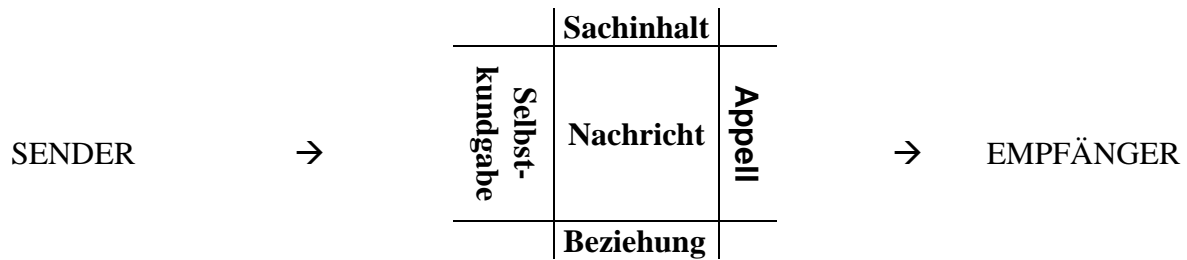 Sachinhalt
SENDER → Selbst-
kundgabe Nachricht Appell → EMPFÄNGER
Beziehung